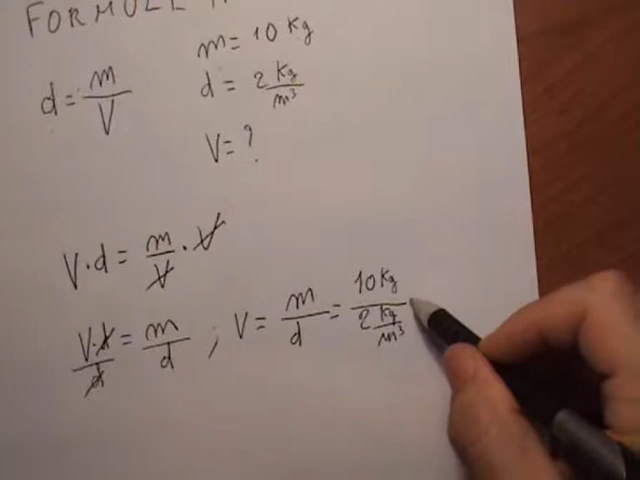 FORMULE
m = 10 Kg
d = m/V
d = 2 Kg/m³
V = ?
V · d = m/V · V
V·d/d = m/d ; V = m/d = 10 Kg / 2 Kg/m³